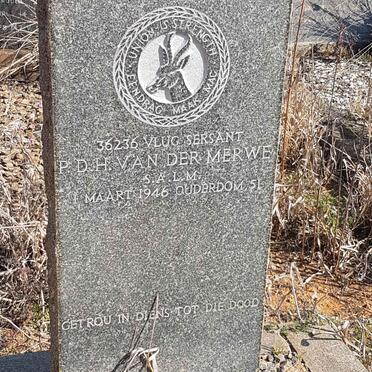 UNION IS STRENGTH
EENDRAG MAAK MAG
36236 VLUG SERSANT
P.D.H. VAN DER MERWE
S.A.L.M.
1 MAART 1946 OUDERDOM 51
GETROU IN DIENS TOT DIE DOOD